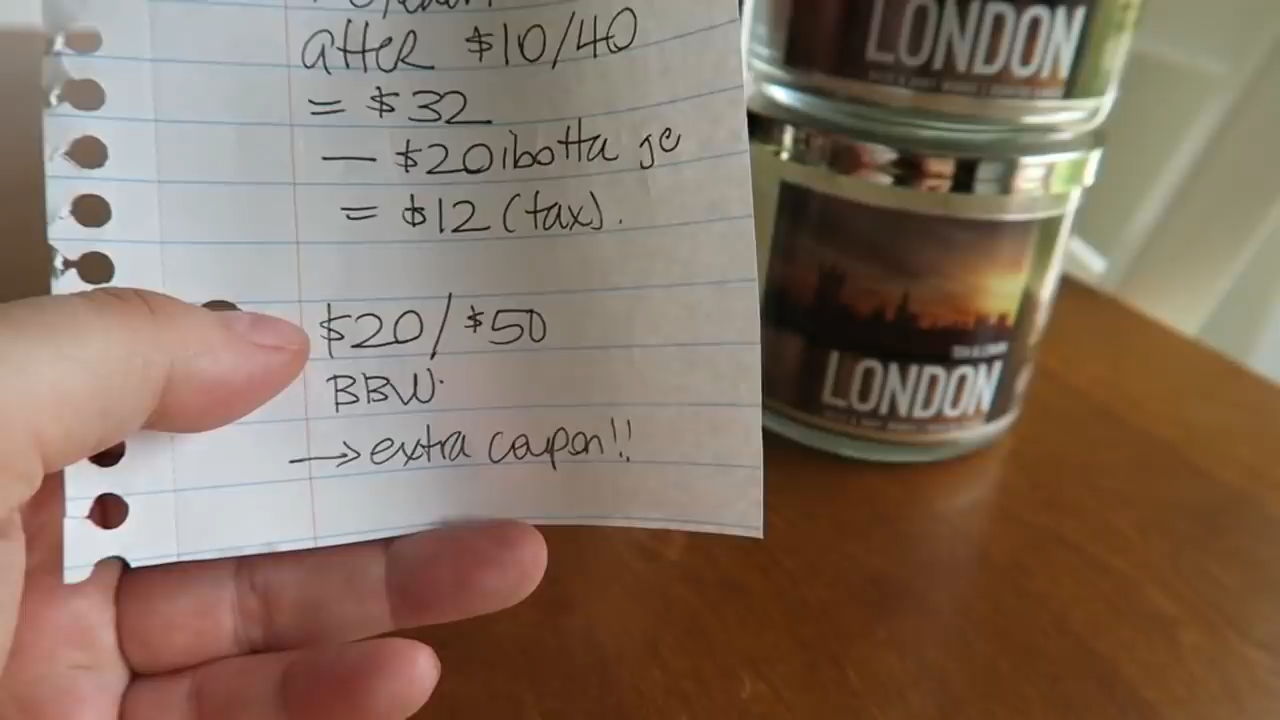 after $10/40
= $32
— $20 ibotta gc
= $12 (tax).
$20/$50
BBW.
→ extra coupon!!
LONDON
LONDON